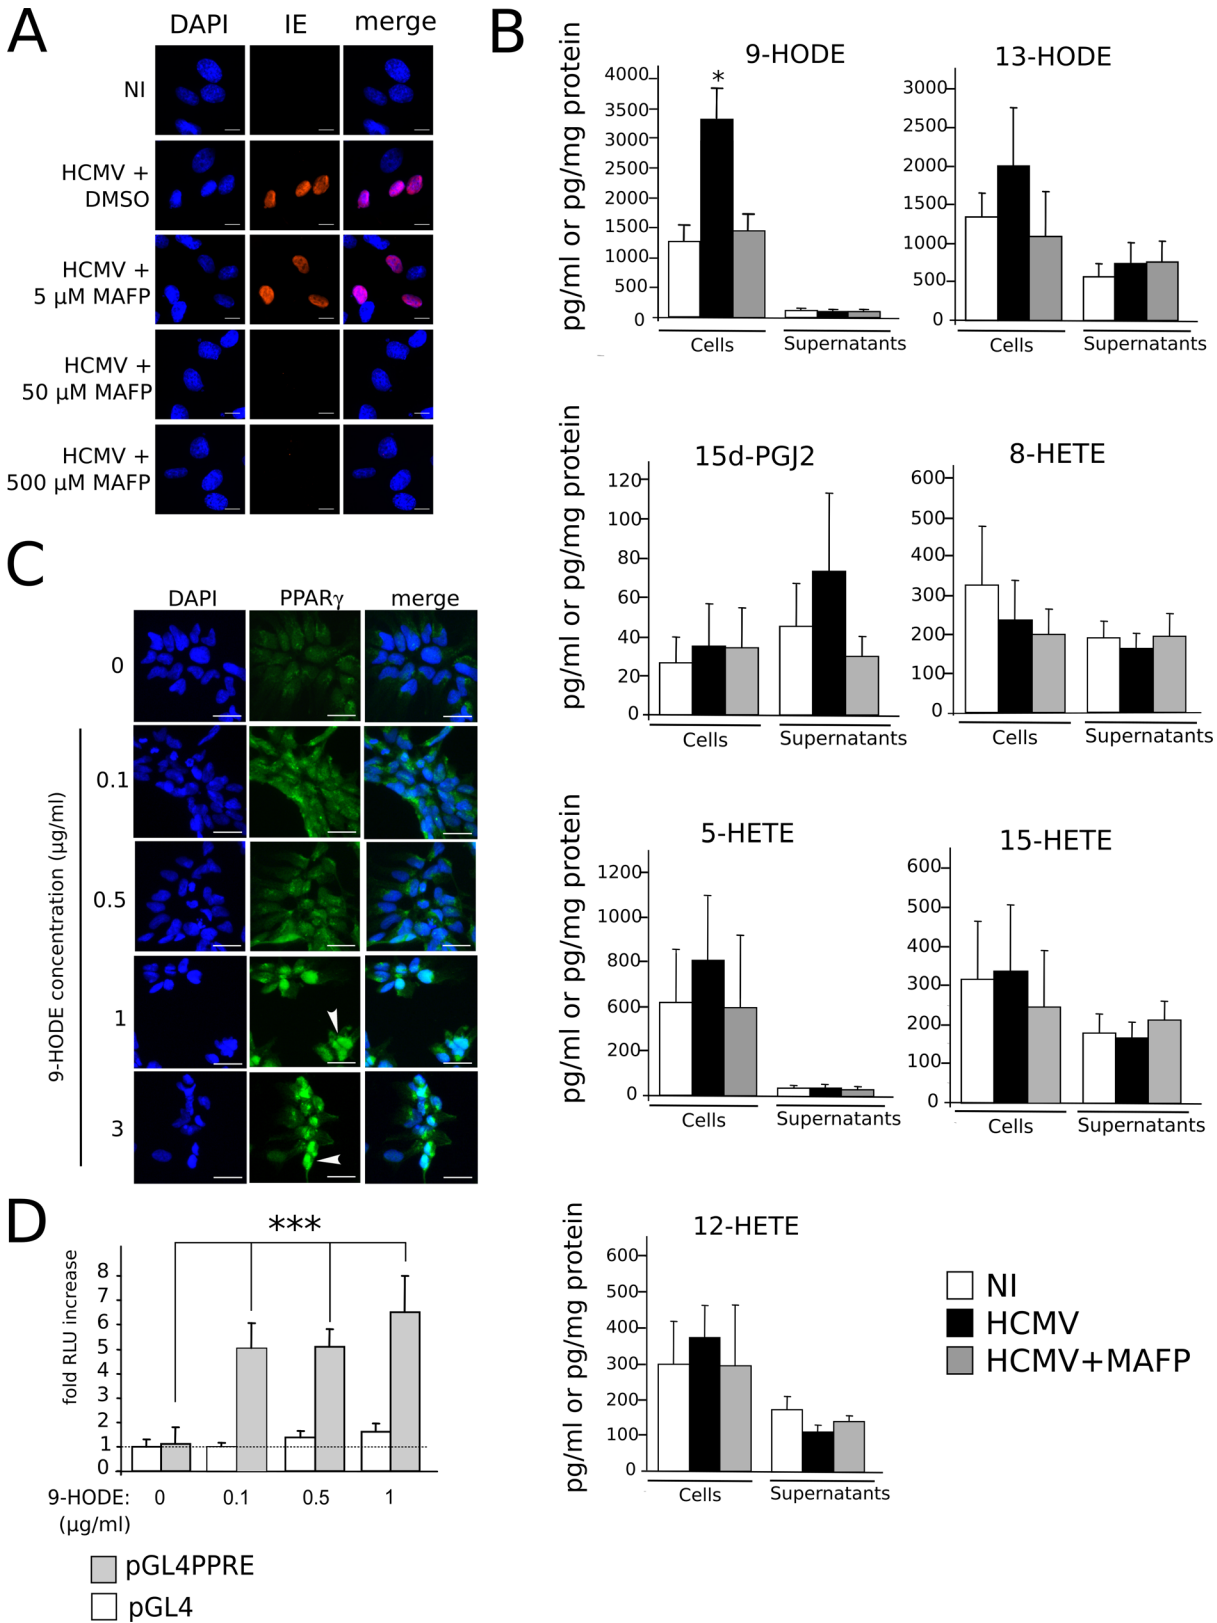 A
DAPI IE merge
NI
HCMV +
DMSO
HCMV +
5 µM MAFP
HCMV +
50 µM MAFP
HCMV +
500 µM MAFP
B
pg/ml or pg/mg protein
9-HODE
4000
3500
3000
2500
2000
1500
1000
500
0
*
Cells Supernatants
13-HODE
3000
2500
2000
1500
1000
500
0
Cells Supernatants
pg/ml or pg/mg protein
15d-PGJ2
120
100
80
60
40
20
0
Cells Supernatants
8-HETE
600
500
400
300
200
100
0
Cells Supernatants
pg/ml or pg/mg protein
5-HETE
1200
1000
800
600
200
0
Cells Supernatants
15-HETE
600
500
400
300
200
100
0
Cells Supernatants
pg/ml or pg/mg protein
12-HETE
600
500
400
300
200
100
0
Cells Supernatants
NI
HCMV
HCMV+MAFP
C
DAPI PPARγ merge
9-HODE concentration (µg/ml)
0
0.1
0.5
1
3
D
***
fold RLU increase
8
7
6
5
4
3
2
1
0
9-HODE: 0 0.1 0.5 1
(µg/ml)
pGL4PPRE
pGL4